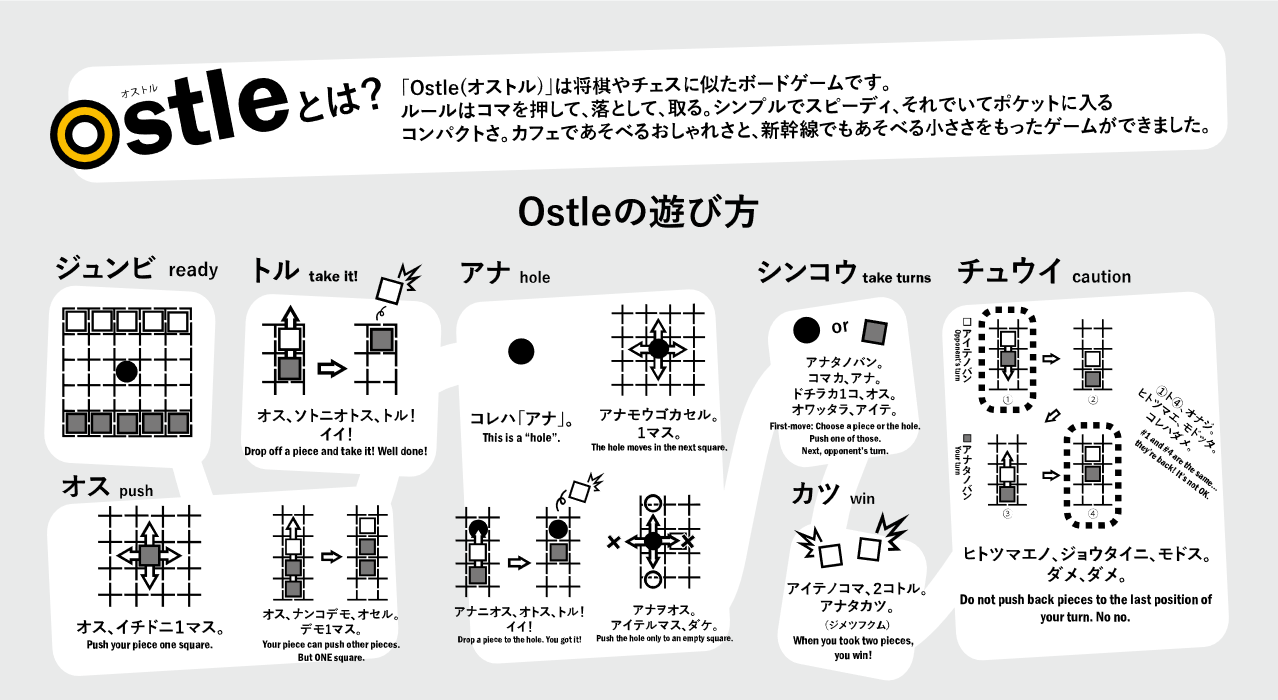 オストル
Ostleとは？
「Ostle(オストル)」は将棋やチェスに似たボードゲームです。
ルールはコマを押して、落として、取る。シンプルでスピーディ、それでいてポケットに入る
コンパクトさ。カフェであそべるおしゃれさと、新幹線でもあそべる小ささをもったゲームができました。
Ostleの遊び方
ジュンビ ready
トル take it!
オス、ソトニオトス、トル！
イイ！
Drop off a piece and take it! Well done!
オス push
オス、イチドニ1マス。
Push your piece one square.
オス、ナンコデモ、オセル。
デモ1マス。
Your piece can push other pieces.
But ONE square.
アナ hole
コレハ「アナ」。
This is a “hole”.
アナモウゴカセル。
1マス。
The hole moves in the next square.
アナニオス、オトス、トル！
イイ！
Drop a piece to the hole. You got it!
アナヲオス。
アイテルマス、ダケ。
Push the hole only to an empty square.
シンコウ take turns
or
アナタノバン。
コマカ、アナ。
ドチラカ1コ、オス。
オワッタラ、アイテ。
First-move: Choose a piece or the hole.
Push one of those.
Next, opponent's turn.
カツ win
アイテノコマ、2コトル。
アナタカツ。
(ジメツフクム)
When you took two pieces,
you win!
チュウイ caution
□アイテノバン
Opponent's turn
①
②
■アナタノバン
Your turn
③
④
①ト④、オナジ。
ヒトツマエ、モドッタ。
コレハダメ。
#1 and #4 are the same...
they're back! It's not OK.
ヒトツマエノ、ジョウタイニ、モドス。
ダメ、ダメ。
Do not push back pieces to the last position of
your turn. No no.